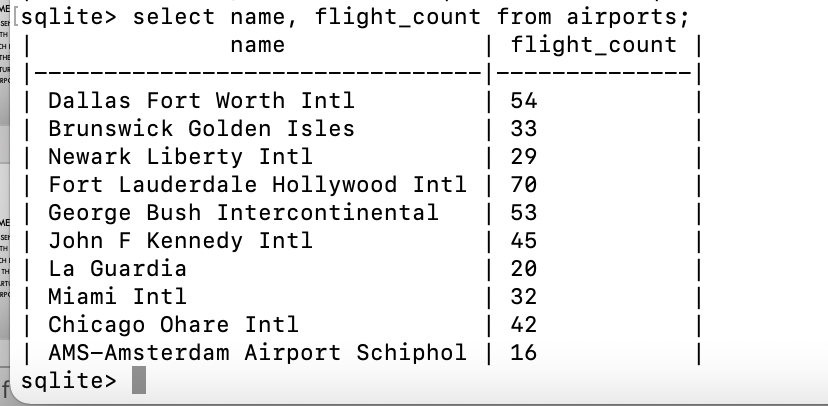 sqlite> select name, flight_count from airports;
| name | flight_count |
|--------------------------------|--------------|
| Dallas Fort Worth Intl | 54 |
| Brunswick Golden Isles | 33 |
| Newark Liberty Intl | 29 |
| Fort Lauderdale Hollywood Intl | 70 |
| George Bush Intercontinental | 53 |
| John F Kennedy Intl | 45 |
| La Guardia | 20 |
| Miami Intl | 32 |
| Chicago Ohare Intl | 42 |
| AMS-Amsterdam Airport Schiphol | 16 |
sqlite>